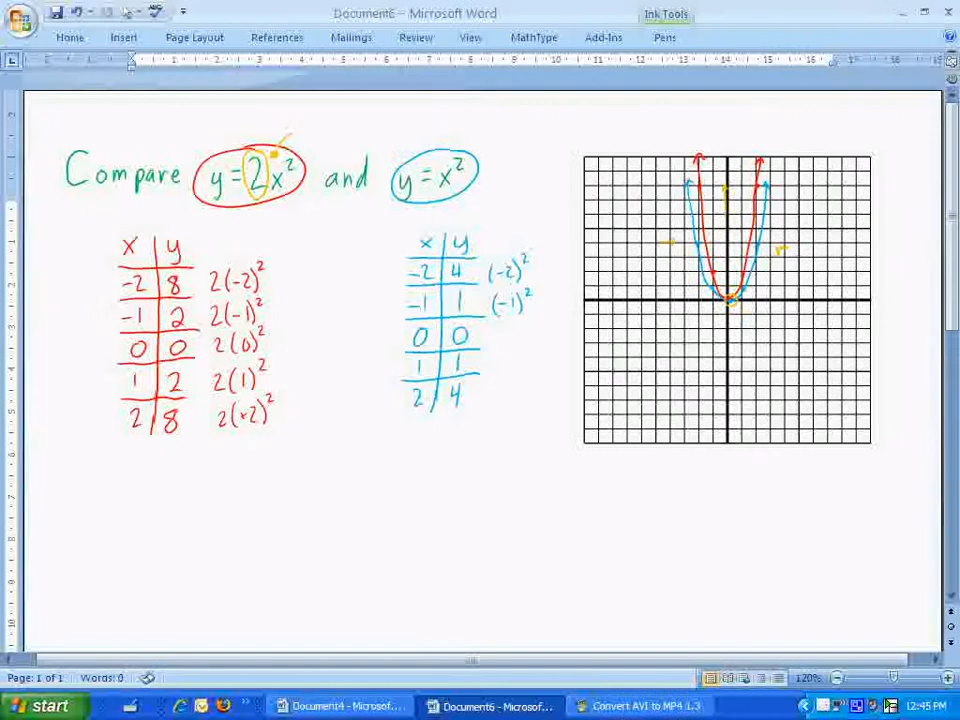 Document6 - Microsoft Word
Ink Tools
Home Insert Page Layout References Mailings Review View MathType Add-Ins Pens
Compare y = 2x² and y = x²
x | y
-2 | 8 2(-2)²
-1 | 2 2(-1)²
0 | 0 2(0)²
1 | 2 2(1)²
2 | 8 2(+2)²
x | y
-2 | 4 (-2)²
-1 | 1 (-1)²
0 | 0
1 | 1
2 | 4
Page: 1 of 1 Words: 0
120%
start
Document4 - Microsof...
Document6 - Microsof...
Convert AVI to MP4 1.3
12:45 PM